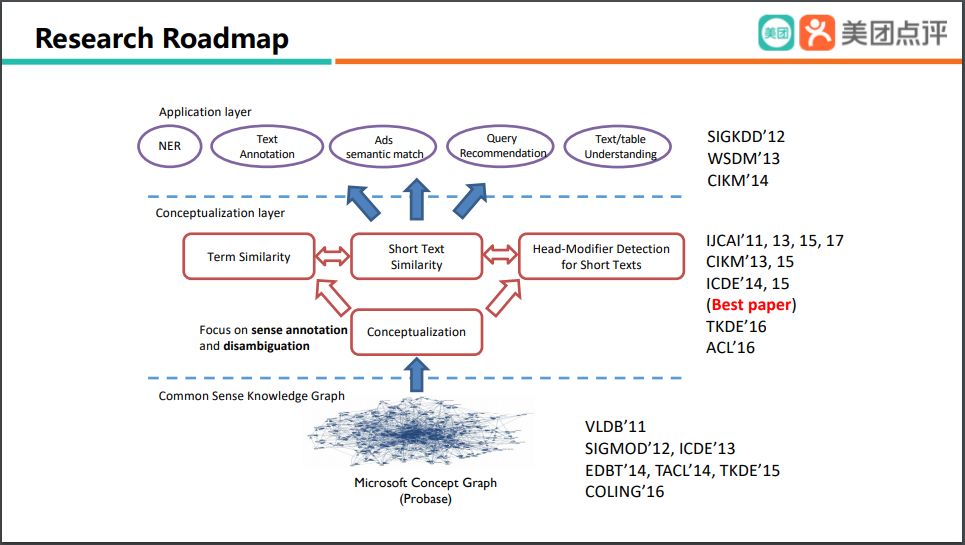 Research Roadmap
美团
美团点评
Application layer
NER
Text
Annotation
Ads
semantic match
Query
Recommendation
Text/table
Understanding
SIGKDD'12
WSDM'13
CIKM'14
Conceptualization layer
Term Similarity
Short Text
Similarity
Head-Modifier Detection
for Short Texts
IJCAI'11, 13, 15, 17
CIKM'13, 15
ICDE'14, 15
(Best paper)
TKDE'16
ACL'16
Focus on sense annotation
and disambiguation
Conceptualization
Common Sense Knowledge Graph
Microsoft Concept Graph
(Probase)
VLDB'11
SIGMOD'12, ICDE'13
EDBT'14, TACL'14, TKDE'15
COLING'16